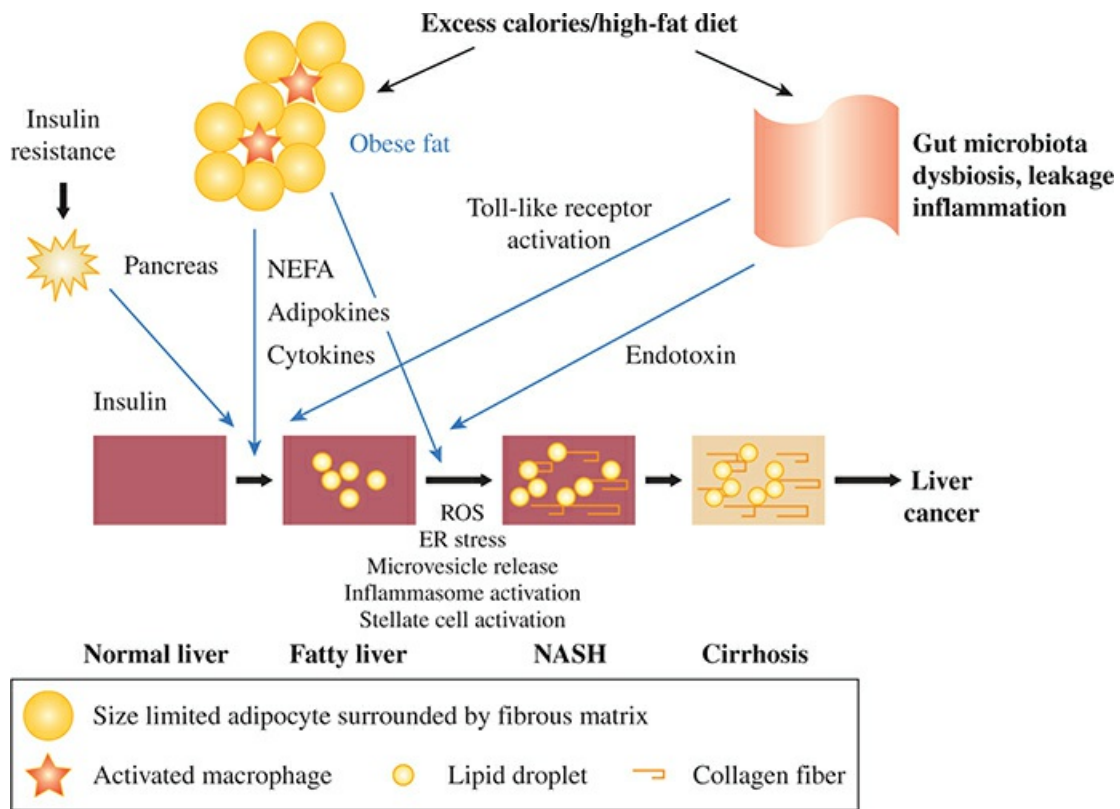 Excess calories/high-fat diet
Insulin
resistance
Obese fat
Gut microbiota
dysbiosis, leakage
inflammation
Toll-like receptor
activation
Pancreas
NEFA
Adipokines
Cytokines
Endotoxin
Insulin
ROS
ER stress
Microvesicle release
Inflammasome activation
Stellate cell activation
Liver
cancer
Normal liver
Fatty liver
NASH
Cirrhosis
Size limited adipocyte surrounded by fibrous matrix
Activated macrophage
Lipid droplet
Collagen fiber